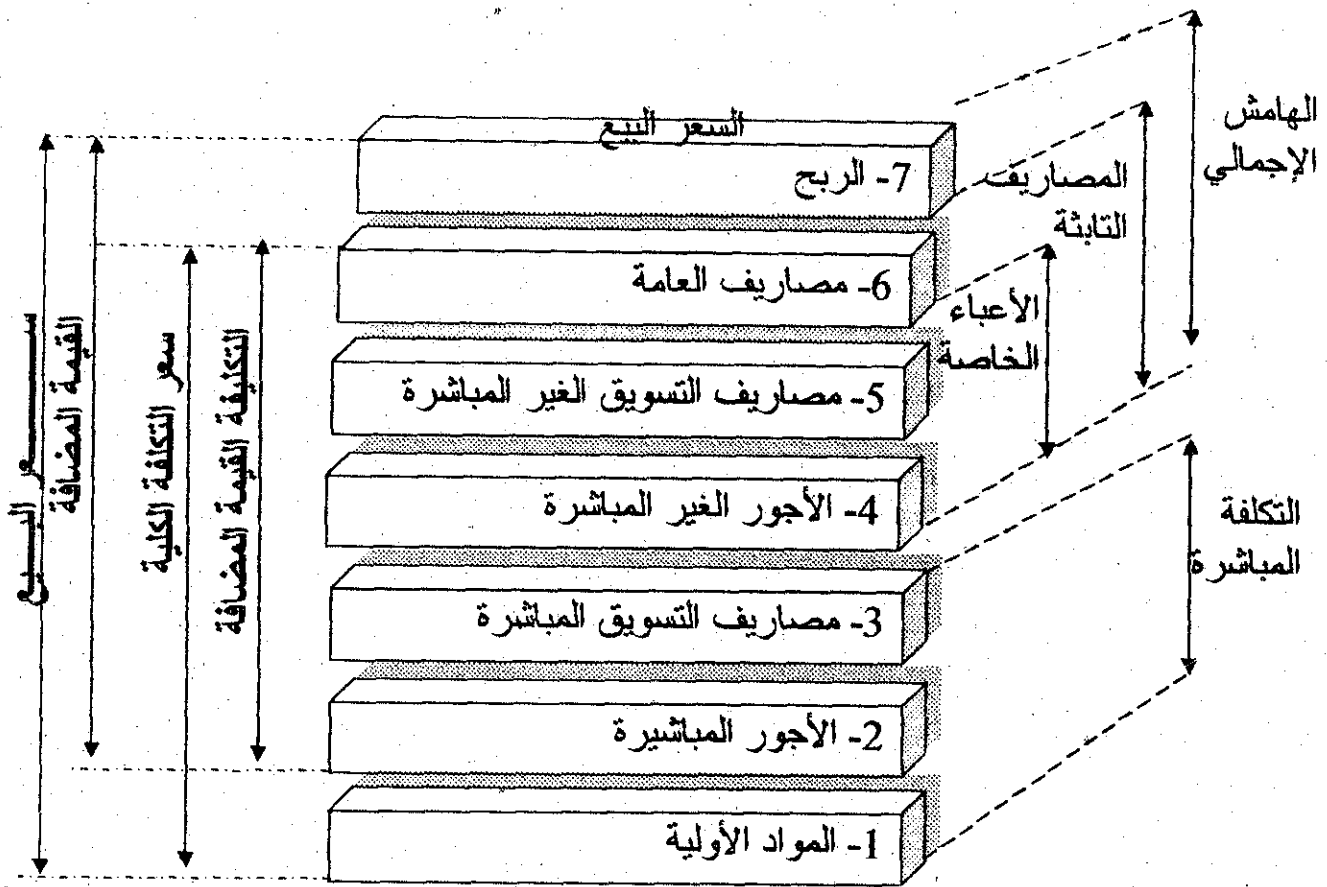 السعر البيع
7- الربح
6- مصاريف العامة
5- مصاريف التسويق الغير المباشرة
4- الأجور الغير المباشرة
3- مصاريف التسويق المباشرة
2- الأجور المباشيرة
1- المواد الأولية
الهامش
الإجمالي
المصاريف
التابثة
الأعباء
الخاصة
التكلفة
المباشرة
التكليفة القيمة المضافة
سعر التكلفة الكلية
القيمة المضافة
سعر البيع